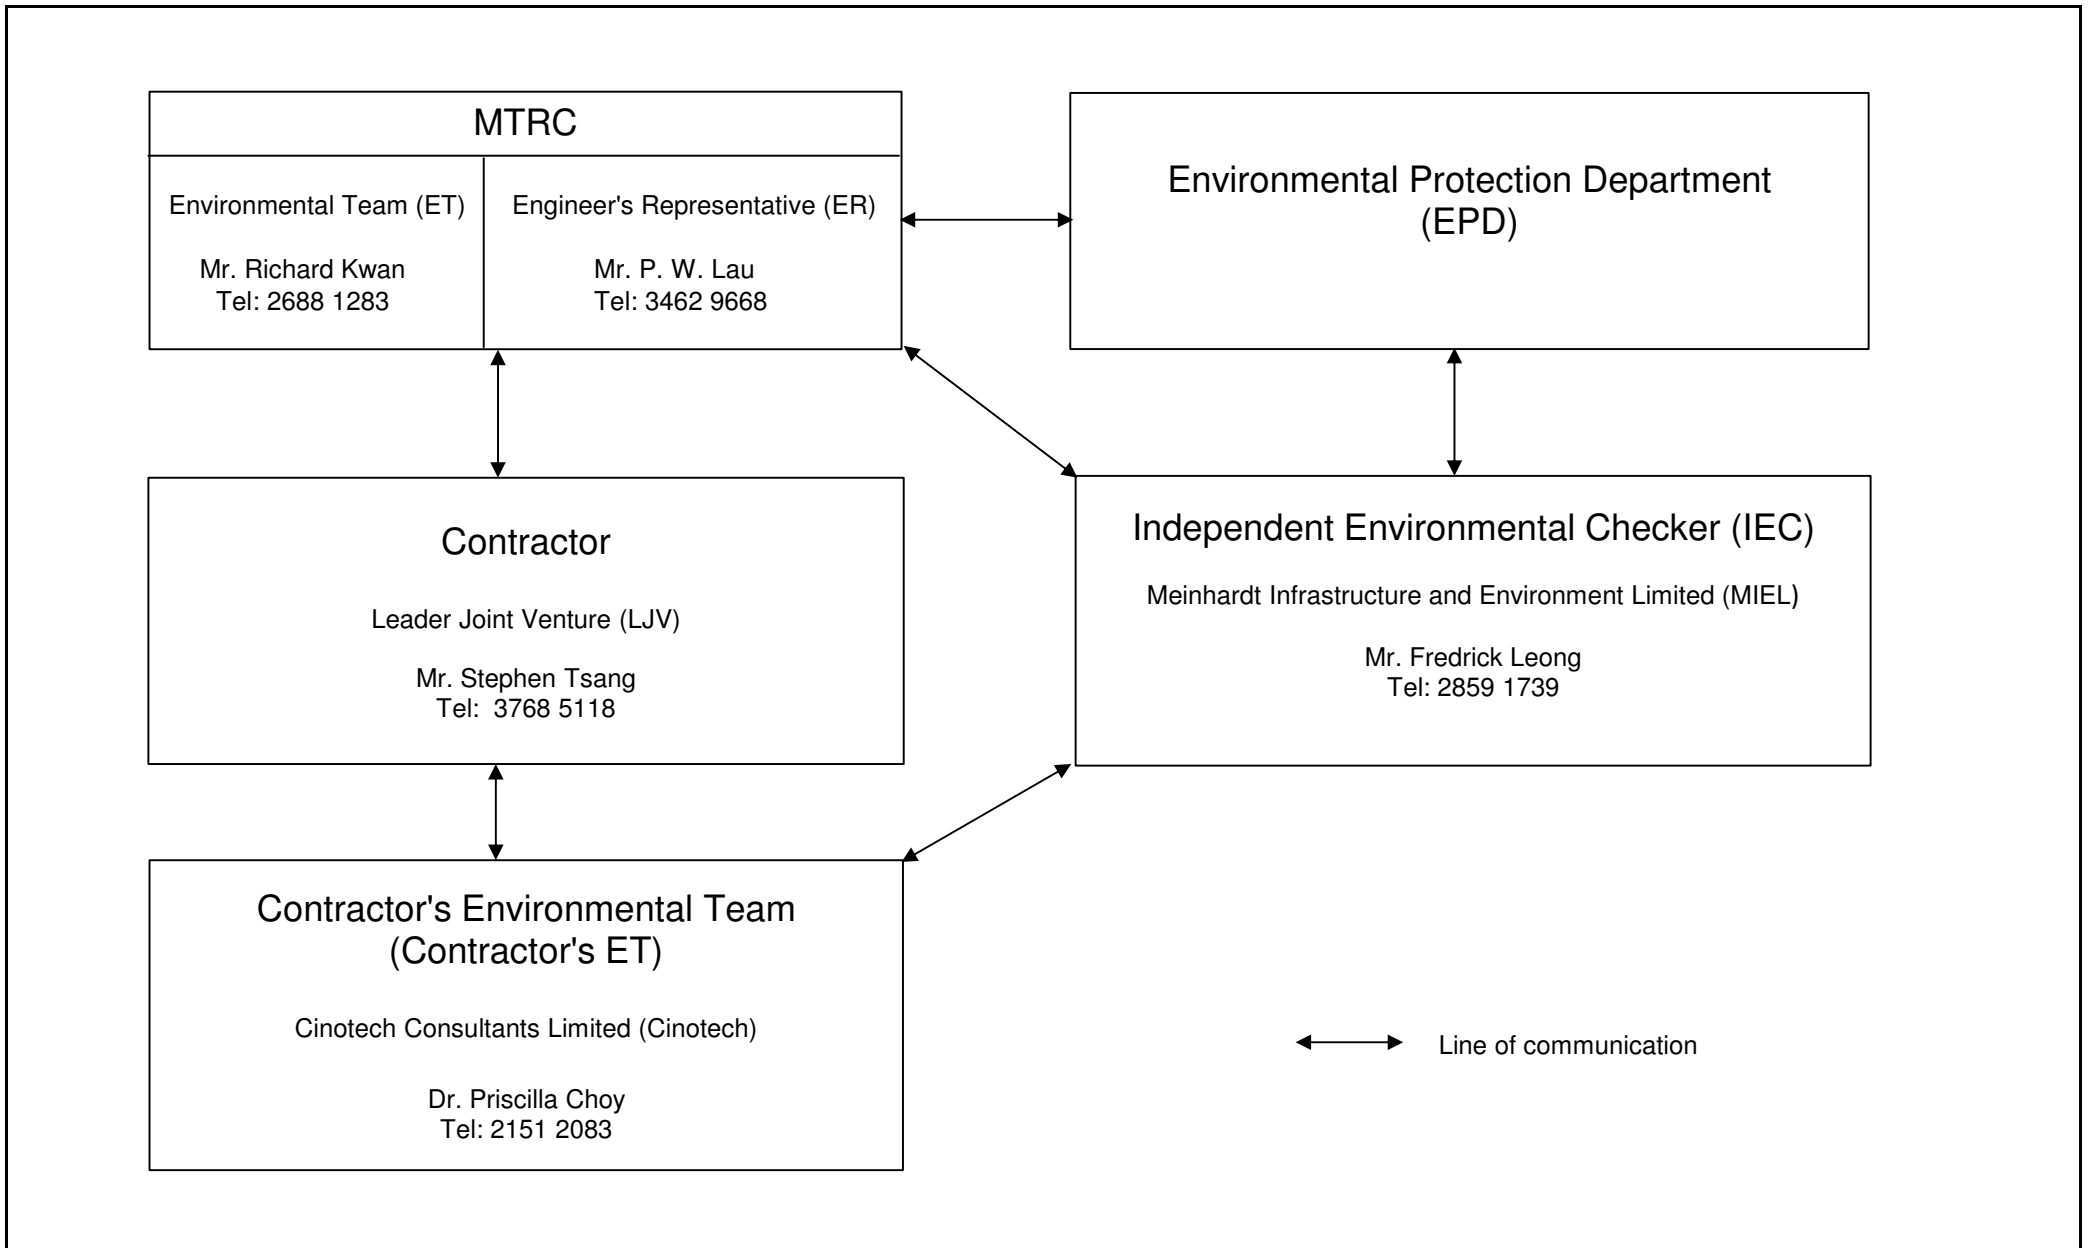 MTRC
Environmental Team (ET)
Mr. Richard Kwan
Tel: 2688 1283
Engineer's Representative (ER)
Mr. P. W. Lau
Tel: 3462 9668
Environmental Protection Department
(EPD)
Contractor
Leader Joint Venture (LJV)
Mr. Stephen Tsang
Tel: 3768 5118
Independent Environmental Checker (IEC)
Meinhardt Infrastructure and Environment Limited (MIEL)
Mr. Fredrick Leong
Tel: 2859 1739
Contractor's Environmental Team
(Contractor's ET)
Cinotech Consultants Limited (Cinotech)
Dr. Priscilla Choy
Tel: 2151 2083
Line of communication